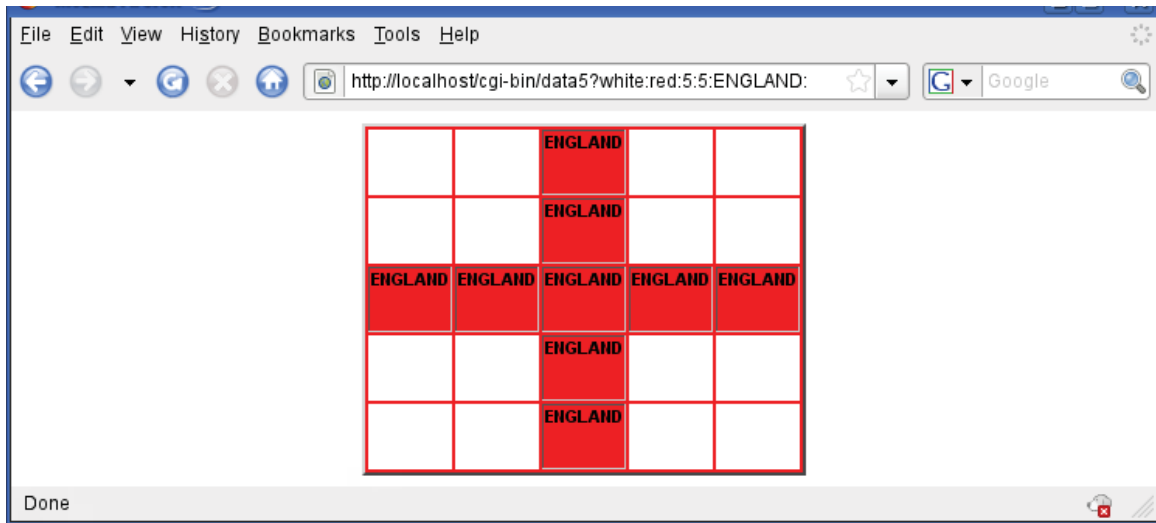 File Edit View History Bookmarks Tools Help
http://localhost/cgi-bin/data5?white:red:5:5:ENGLAND: G Google
ENGLAND
ENGLAND
ENGLAND ENGLAND ENGLAND ENGLAND ENGLAND
ENGLAND
ENGLAND
Done